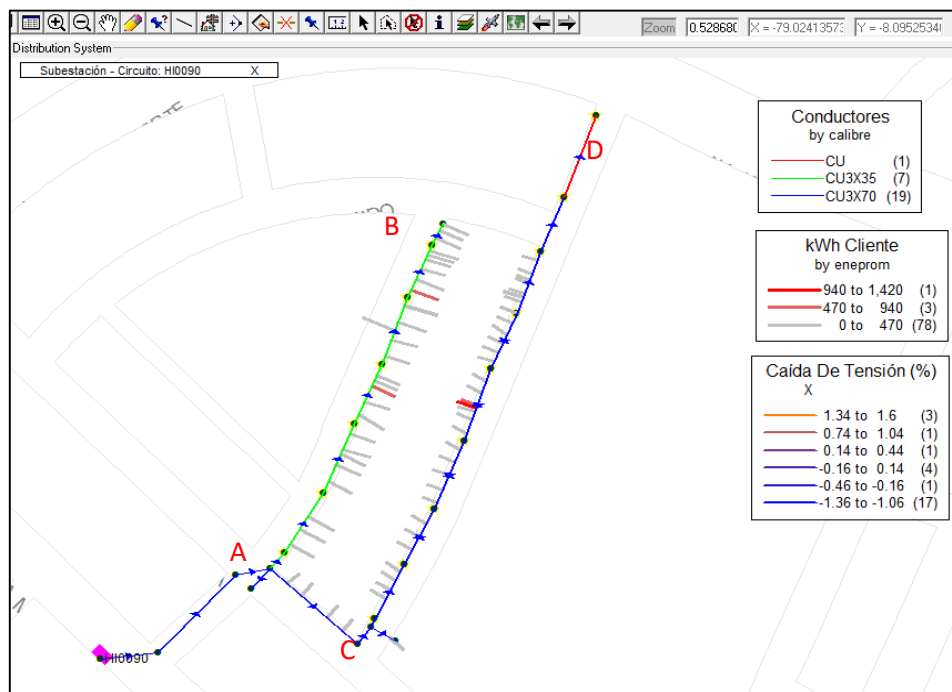 Zoom 0.528680 X = -79.02413573 Y = -8.09525346
Distribution System
Subestación - Circuito: HI0090 X
D
B
A
C
HI0090
Conductores
by calibre
CU (1)
CU3X35 (7)
CU3X70 (19)
kWh Cliente
by eneprom
940 to 1,420 (1)
470 to 940 (3)
0 to 470 (78)
Caída De Tensión (%)
X
1.34 to 1.6 (3)
0.74 to 1.04 (1)
0.14 to 0.44 (1)
-0.16 to 0.14 (4)
-0.46 to -0.16 (1)
-1.36 to -1.06 (17)